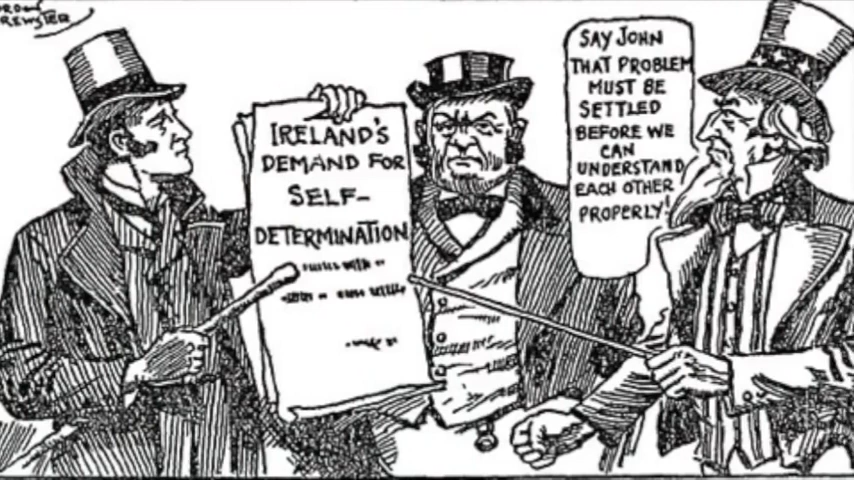 IRELAND'S
DEMAND FOR
SELF-
DETERMINATION
SAY JOHN
THAT PROBLEM
MUST BE
SETTLED
BEFORE WE
CAN
UNDERSTAND
EACH OTHER
PROPERLY!